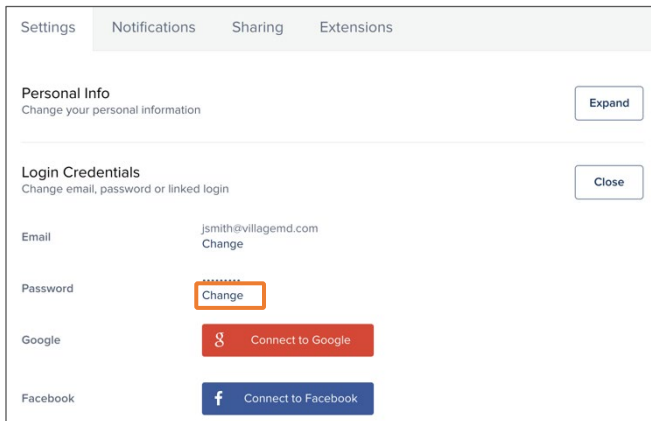 Settings Notifications Sharing Extensions
Personal Info
Change your personal information
Expand
Login Credentials
Change email, password or linked login
Close
Email
jsmith@villagemd.com
Change
Password
.........
Change
Google
Connect to Google
Facebook
Connect to Facebook